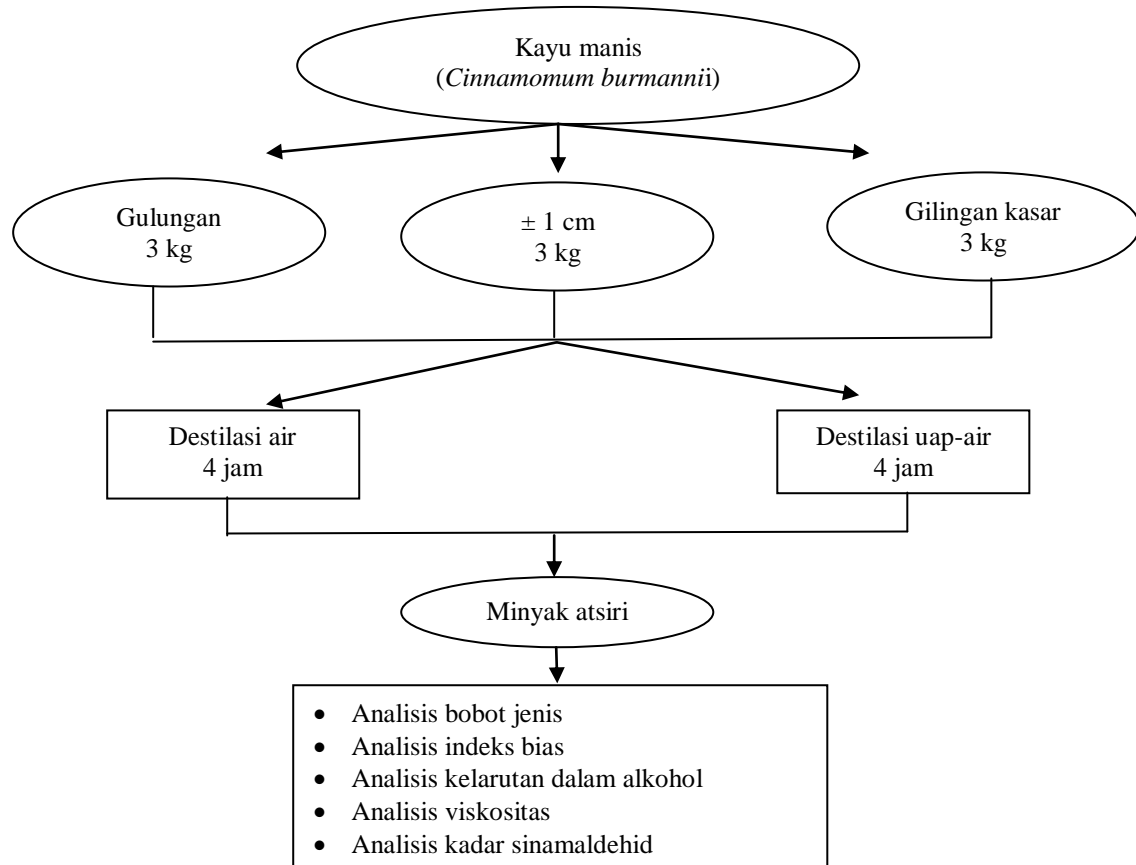 Kayu manis
(Cinnamomum burmannii)
Gulungan
3 kg
± 1 cm
3 kg
Gilingan kasar
3 kg
Destilasi air
4 jam
Destilasi uap-air
4 jam
Minyak atsiri
• Analisis bobot jenis
• Analisis indeks bias
• Analisis kelarutan dalam alkohol
• Analisis viskositas
• Analisis kadar sinamaldehid